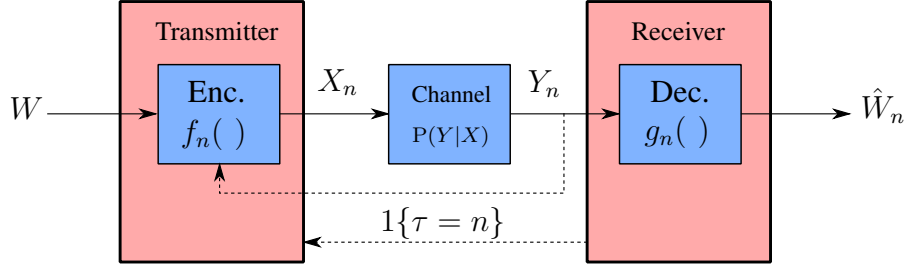 Transmitter
Receiver
W
Enc.
f_n( )
X_n
Channel
P(Y|X)
Y_n
Dec.
g_n( )
Ŵ_n
1{τ = n}